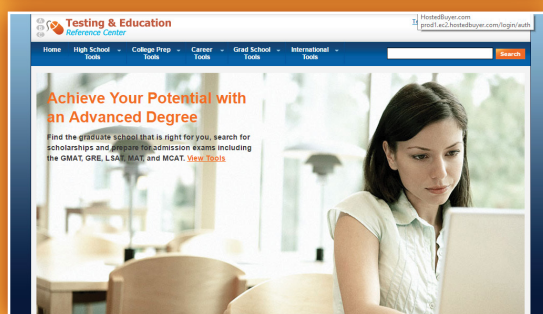 Testing & Education
Reference Center
HostedBuyer.com
prod1.ec2.hostedbuyer.com/login/auth
Home
High School Tools
College Prep Tools
Career Tools
Grad School Tools
International Tools
Search
Achieve Your Potential with
an Advanced Degree
Find the graduate school that is right for you, search for
scholarships and prepare for admission exams including
the GMAT, GRE, LSAT, MAT, and MCAT. View Tools